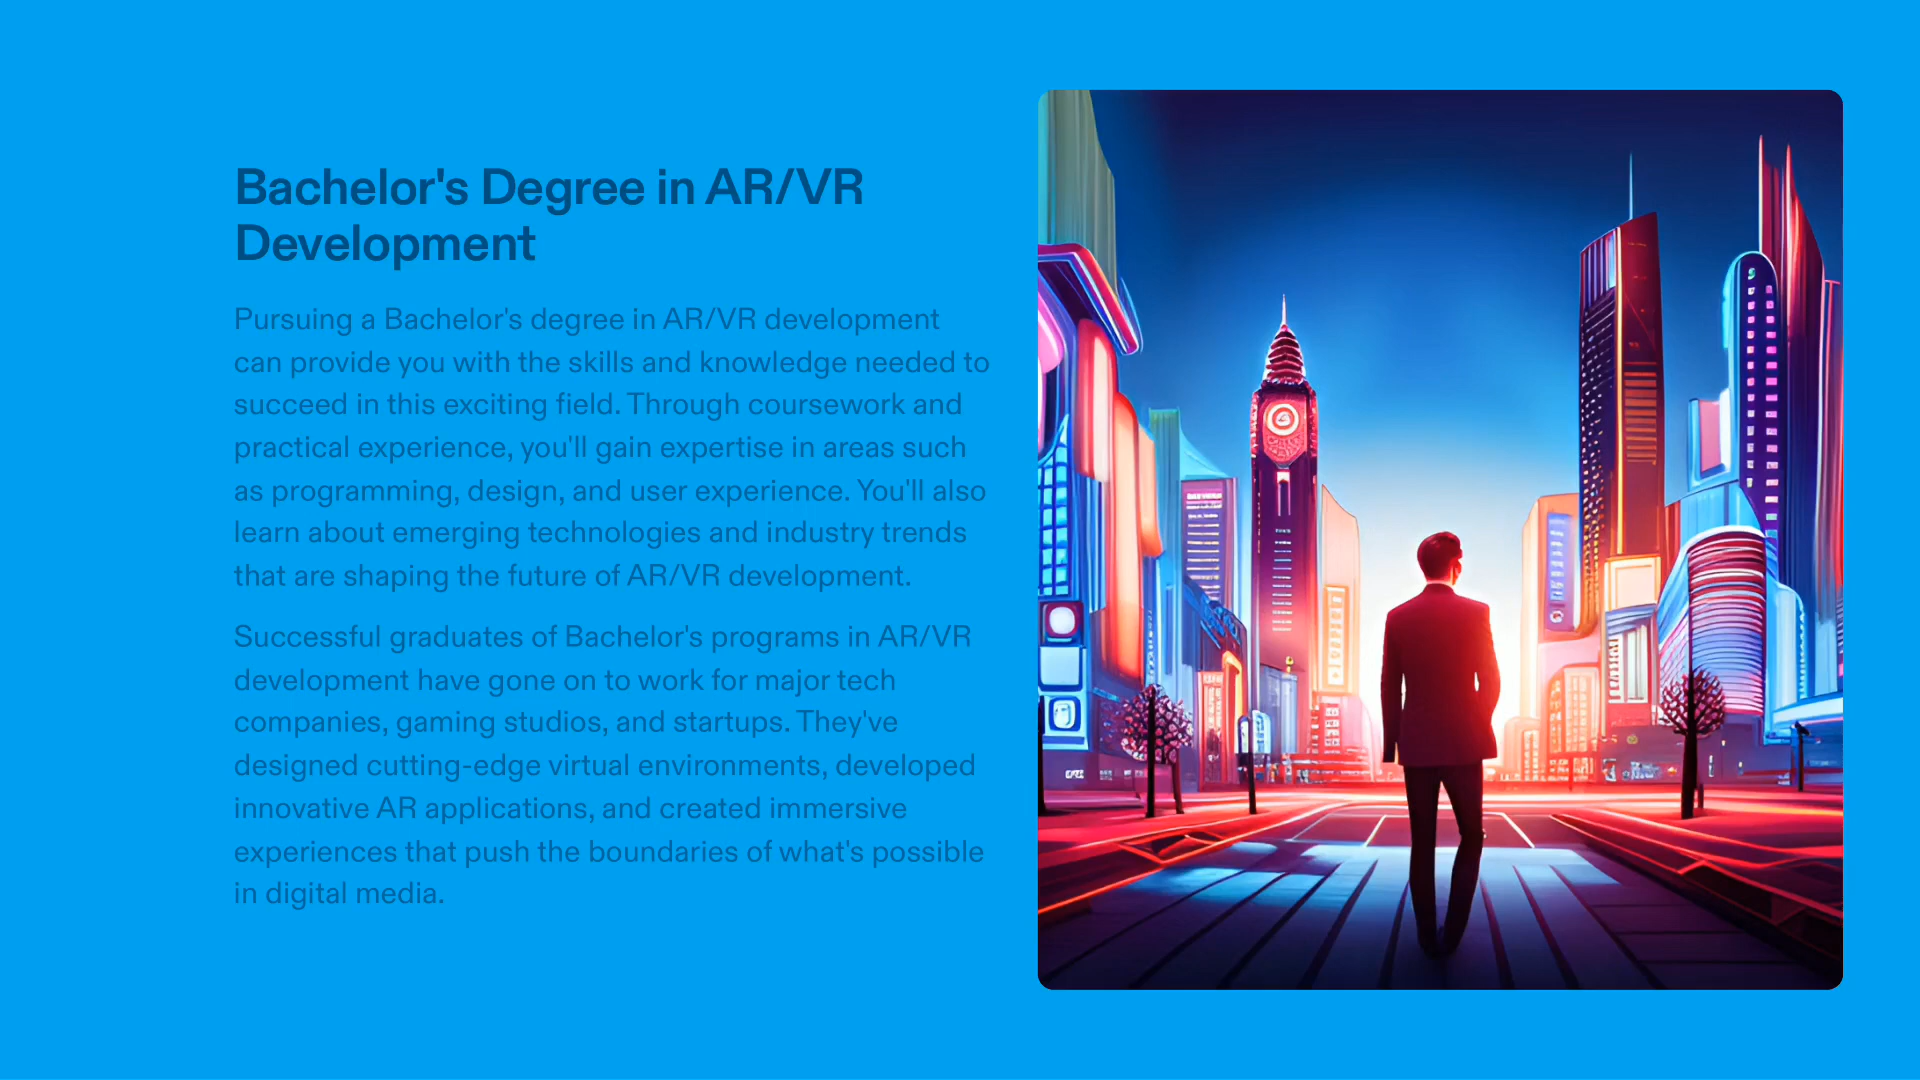 Bachelor's Degree in AR/VR
Development
Pursuing a Bachelor's degree in AR/VR development
can provide you with the skills and knowledge needed to
succeed in this exciting field. Through coursework and
practical experience, you'll gain expertise in areas such
as programming, design, and user experience. You'll also
learn about emerging technologies and industry trends
that are shaping the future of AR/VR development.
Successful graduates of Bachelor's programs in AR/VR
development have gone on to work for major tech
companies, gaming studios, and startups. They've
designed cutting-edge virtual environments, developed
innovative AR applications, and created immersive
experiences that push the boundaries of what's possible
in digital media.